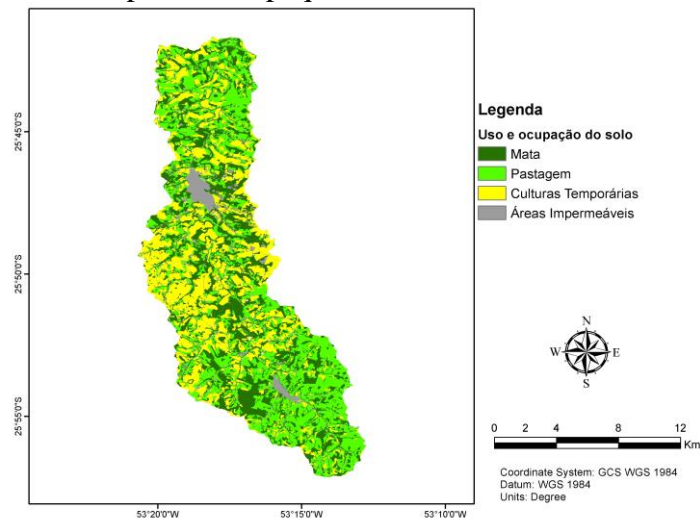 25°45'0"S
25°50'0"S
25°55'0"S
53°20'0"W
53°15'0"W
53°10'0"W
Legenda
Uso e ocupação do solo
Mata
Pastagem
Culturas Temporárias
Áreas Impermeáveis
N
W
E
S
0 2 4 8 12
Km
Coordinate System: GCS WGS 1984
Datum: WGS 1984
Units: Degree